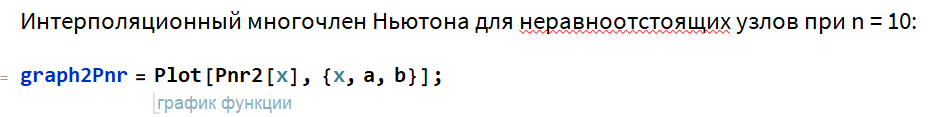 Интерполяционный многочлен Ньютона для неравноотстоящих узлов при n = 10:
= graph2Pnr = Plot[Pnr2[x], {x, a, b}];
график функции